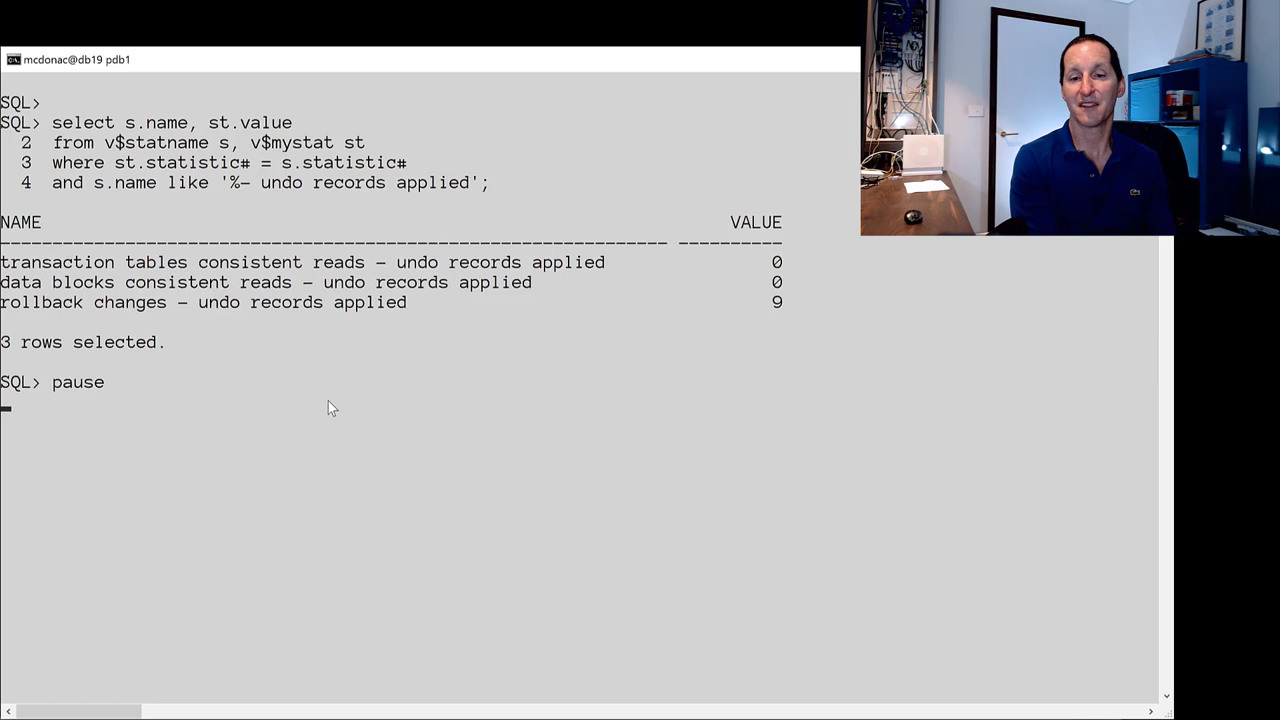 mcdonac@db19 pdb1
SQL>
SQL> select s.name, st.value
2 from v$statname s, v$mystat st
3 where st.statistic# = s.statistic#
4 and s.name like '%- undo records applied';
NAME VALUE
---------------------------------------------------------------- ----------
transaction tables consistent reads - undo records applied 0
data blocks consistent reads - undo records applied 0
rollback changes - undo records applied 9
3 rows selected.
SQL> pause